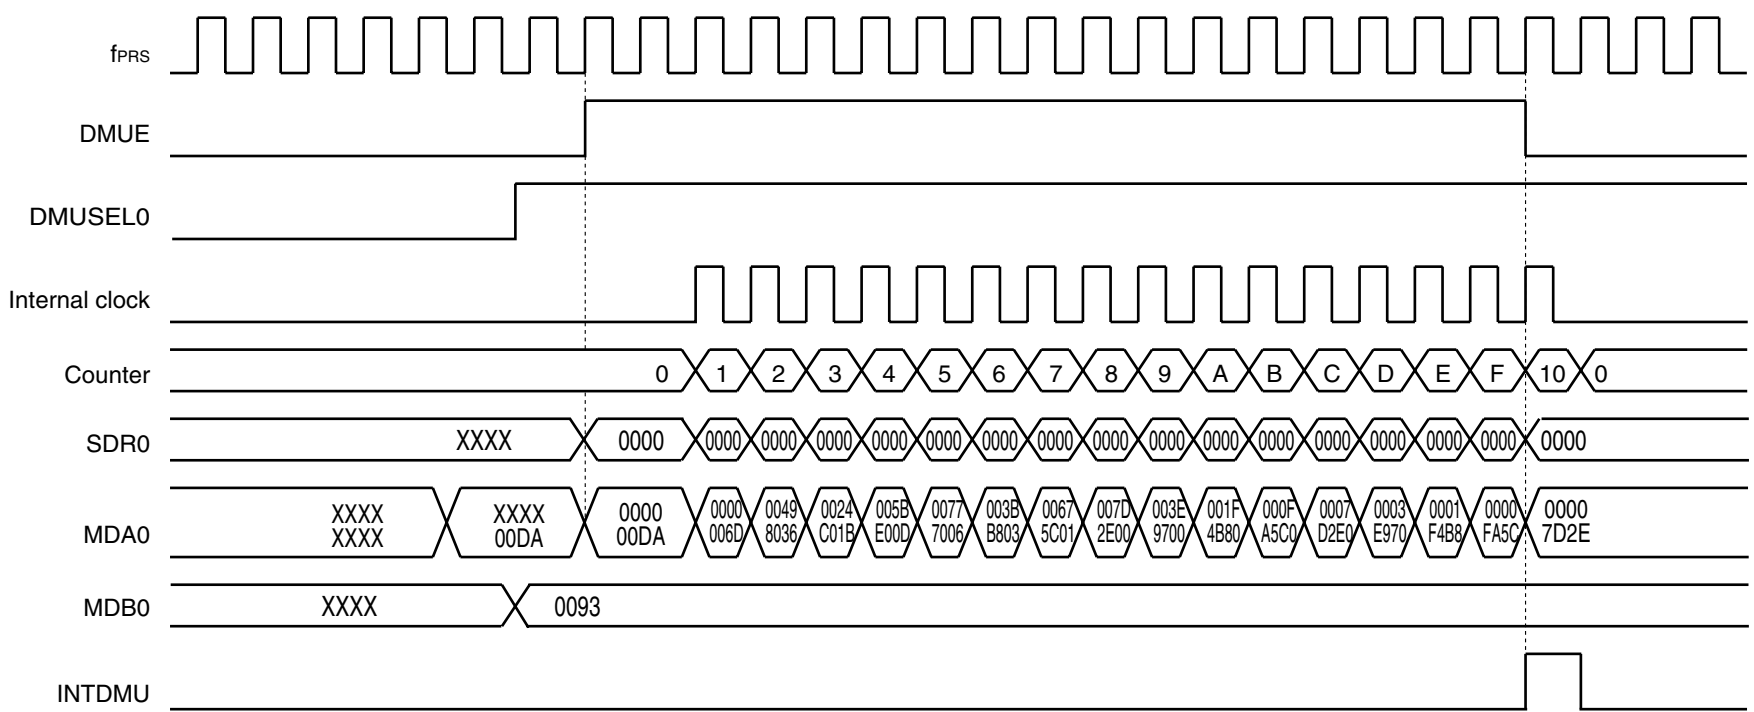 fPRS
DMUE
DMUSEL0
Internal clock
Counter 0 1 2 3 4 5 6 7 8 9 A B C D E F 10 0
SDR0 XXXX 0000 0000 0000 0000 0000 0000 0000 0000 0000 0000 0000 0000 0000 0000 0000 0000 0000
XXXX XXXX 0000 0000 0049 0024 005B 0077 003B 0067 007D 003E 001F 000F 0007 0003 0001 0000 0000
MDA0 XXXX 00DA 00DA 006D 8036 C01B E00D 7006 B803 5C01 2E00 9700 4B80 A5C0 D2E0 E970 F4B8 FA5C 7D2E
MDB0 XXXX 0093
INTDMU